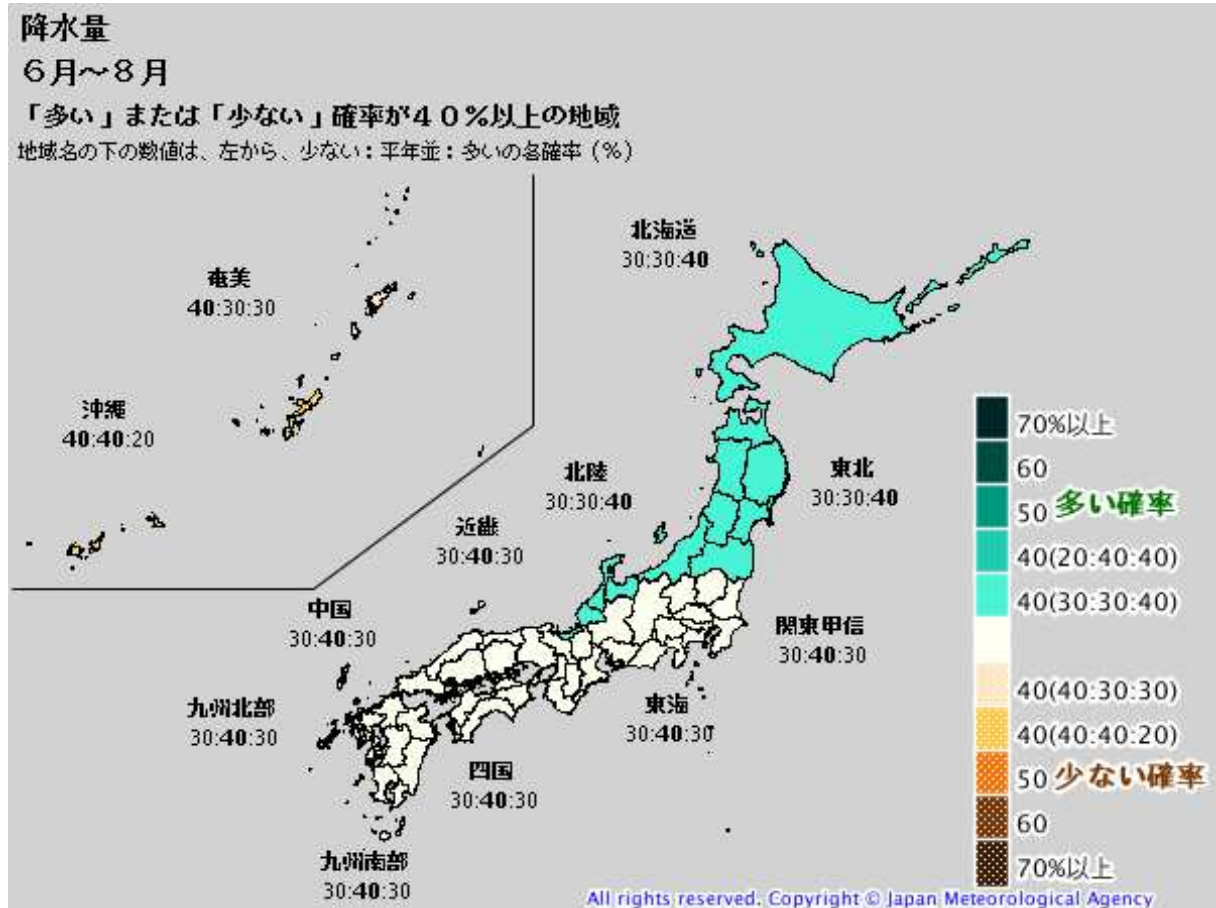 降水量
6月~8月
「多い」または「少ない」確率が40%以上の地域
地域名の下の数値は、左から、少ない:平年並:多いの各確率(%)
北海道
30:30:40
奄美
40:30:30
沖縄
40:40:20
北陸
30:30:40
東北
30:30:40
近畿
30:40:30
中国
30:40:30
関東甲信
30:40:30
九州北部
30:40:30
東海
30:40:30
四国
30:40:30
九州南部
30:40:30
70%以上
60
50 多い確率
40(20:40:40)
40(30:30:40)
40(40:30:30)
40(40:40:20)
50 少ない確率
60
70%以上
All rights reserved. Copyright © Japan Meteorological Agency